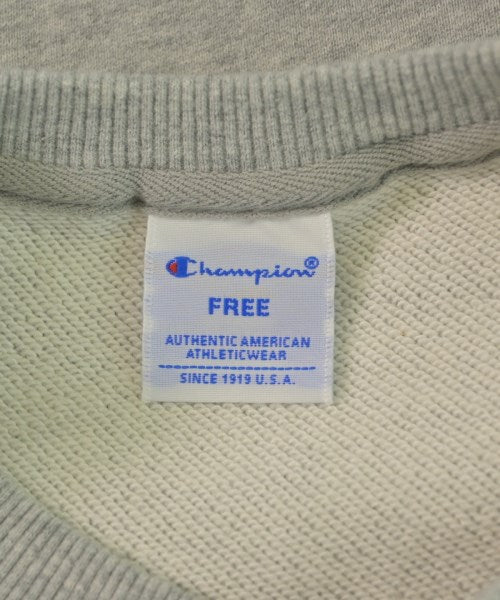 Champion®
FREE
AUTHENTIC AMERICAN
ATHLETICWEAR
SINCE 1919 U.S.A.